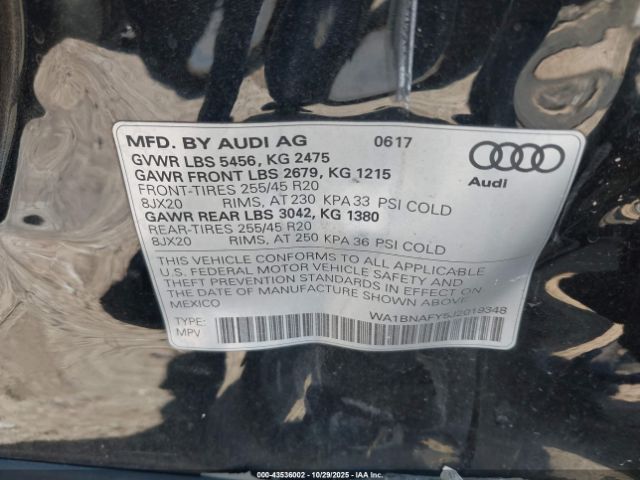 MFD. BY AUDI AG 0617
GVWR LBS 5456, KG 2475
GAWR FRONT LBS 2679, KG 1215
FRONT-TIRES 255/45 R20
8JX20 RIMS, AT 230 KPA 33 PSI COLD
GAWR REAR LBS 3042, KG 1380
REAR-TIRES 255/45 R20
8JX20 RIMS, AT 250 KPA 36 PSI COLD
Audi
THIS VEHICLE CONFORMS TO ALL APPLICABLE
U.S. FEDERAL MOTOR VEHICLE SAFETY AND
THEFT PREVENTION STANDARDS IN EFFECT ON
THE DATE OF MANUFACTURE SHOWN ABOVE.
MEXICO
WA1BNAFY5J2019348
TYPE:
MPV
000-43536002 - 10/29/2025 - IAA Inc.